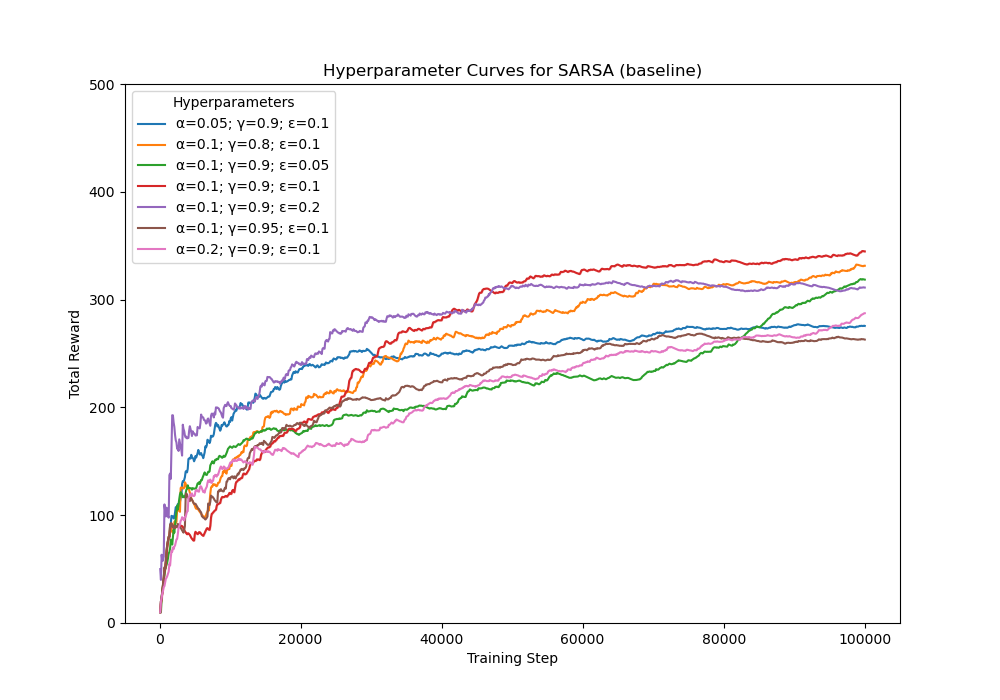 Hyperparameter Curves for SARSA (baseline)
500
400
300
200
100
0
Total Reward
Hyperparameters
α=0.05; γ=0.9; ε=0.1
α=0.1; γ=0.8; ε=0.1
α=0.1; γ=0.9; ε=0.05
α=0.1; γ=0.9; ε=0.1
α=0.1; γ=0.9; ε=0.2
α=0.1; γ=0.95; ε=0.1
α=0.2; γ=0.9; ε=0.1
0 20000 40000 60000 80000 100000
Training Step